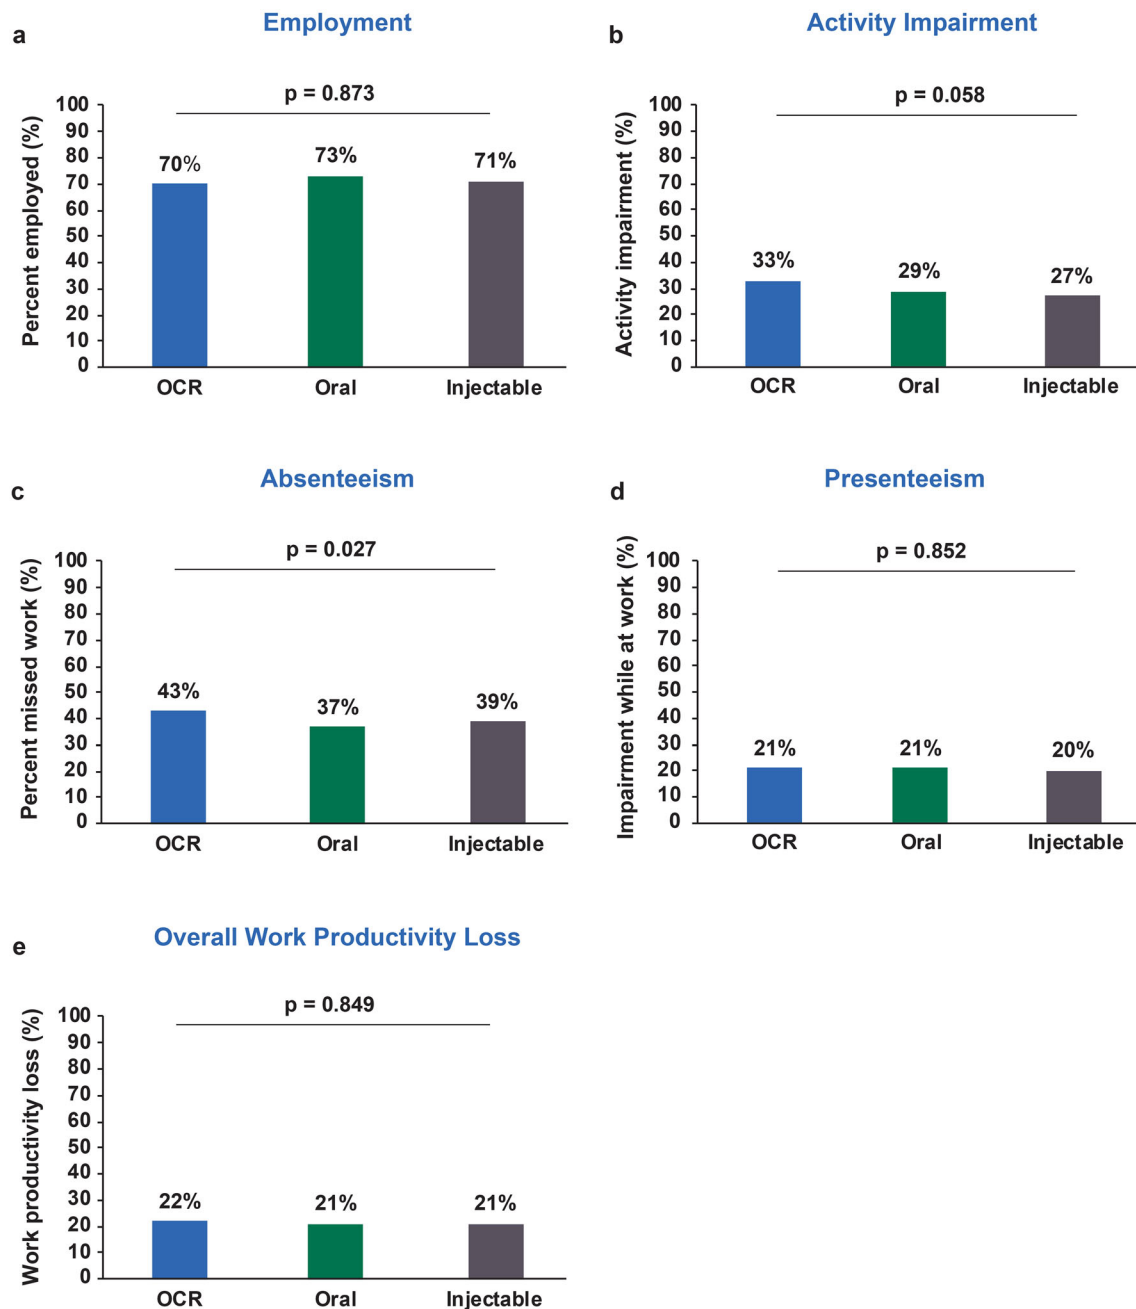 a
Employment
p = 0.873
Percent employed (%)
100
90
80
70
60
50
40
30
20
10
0
70%
73%
71%
OCR
Oral
Injectable
b
Activity Impairment
p = 0.058
Activity impairment (%)
100
90
80
70
60
50
40
30
20
10
0
33%
29%
27%
OCR
Oral
Injectable
c
Absenteeism
p = 0.027
Percent missed work (%)
100
90
80
70
60
50
40
30
20
10
0
43%
37%
39%
OCR
Oral
Injectable
d
Presenteeism
p = 0.852
Impairment while at work (%)
100
90
80
70
60
50
40
30
20
10
0
21%
21%
20%
OCR
Oral
Injectable
e
Overall Work Productivity Loss
p = 0.849
Work productivity loss (%)
100
90
80
70
60
50
40
30
20
10
0
22%
21%
21%
OCR
Oral
Injectable